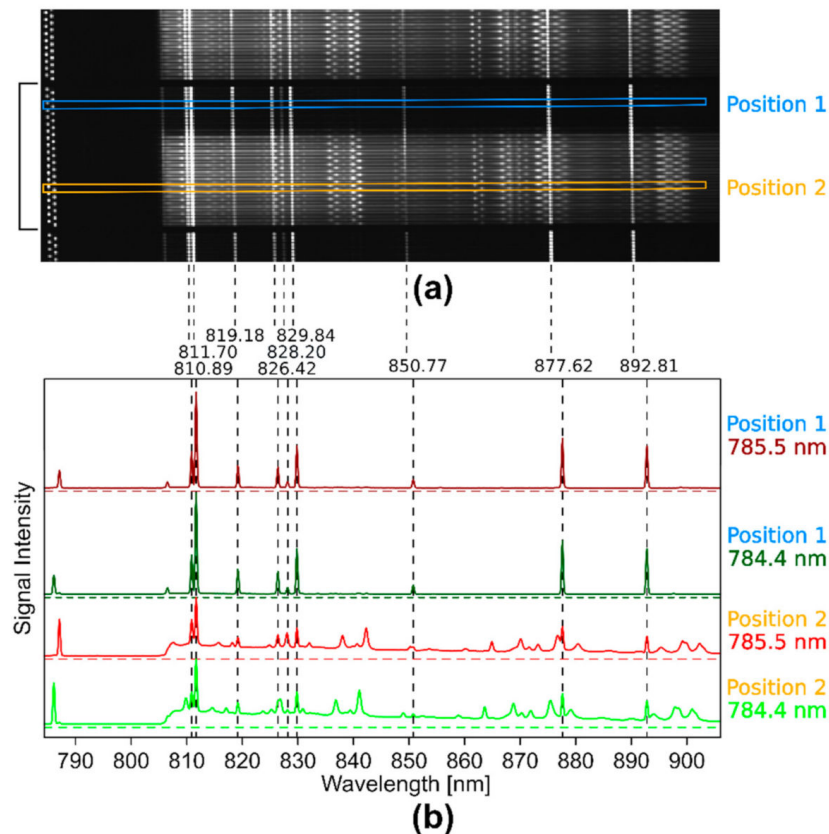 Position 1
Position 2
(a)
819.18 829.84
811.70 828.20
810.89 826.42 850.77 877.62 892.81
Signal Intensity
Position 1
785.5 nm
Position 1
784.4 nm
Position 2
785.5 nm
Position 2
784.4 nm
790 800 810 820 830 840 850 860 870 880 890 900
Wavelength [nm]
(b)